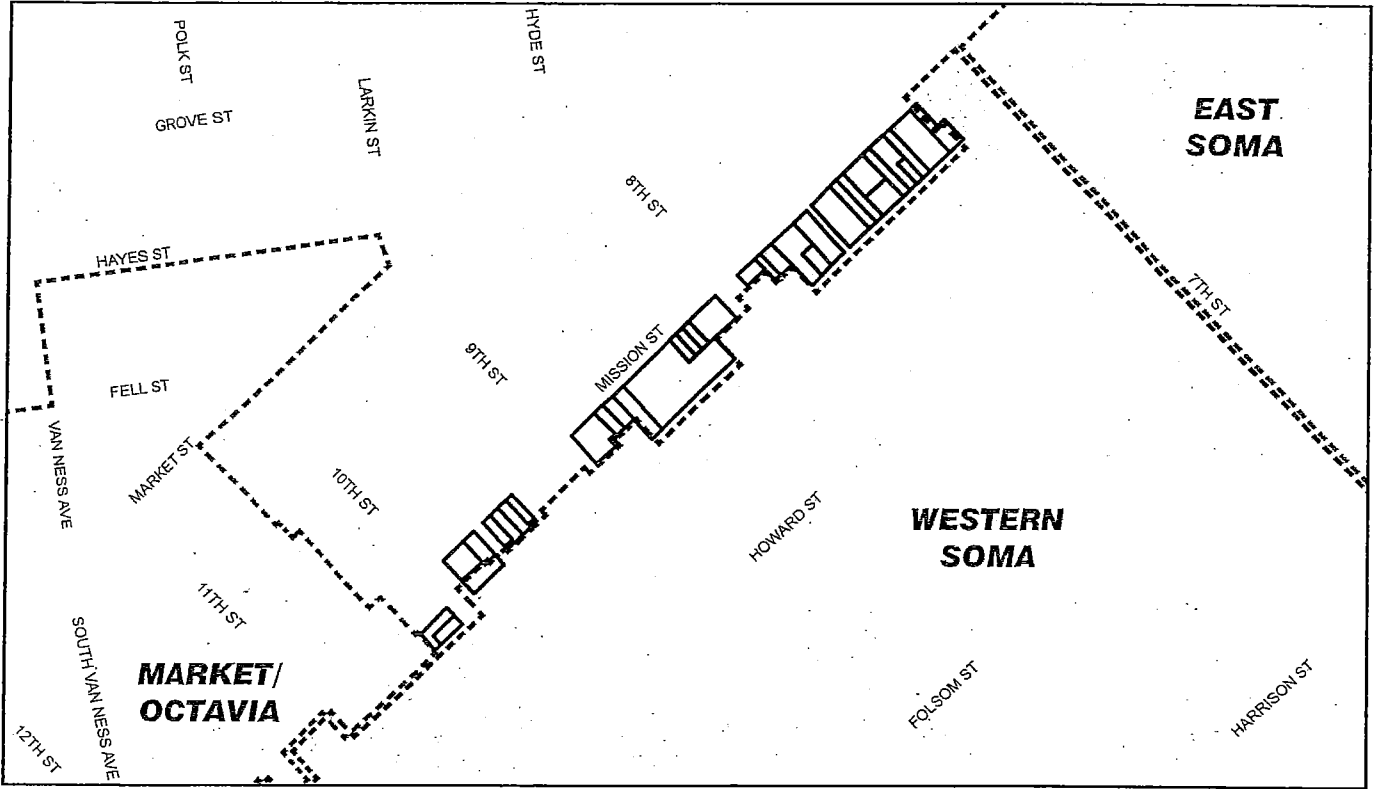 POLK ST
HYDE ST
GROVE ST
LARKIN ST
EAST
SOMA
8TH ST
HAYES ST
7TH ST
MISSION ST
9TH ST
FELL ST
VAN NESS AVE
MARKET ST
10TH ST
HOWARD ST
WESTERN
SOMA
11TH ST
SOUTH VAN NESS AVE
MARKET/
OCTAVIA
FOLSOM ST
HARRISON ST
12TH ST